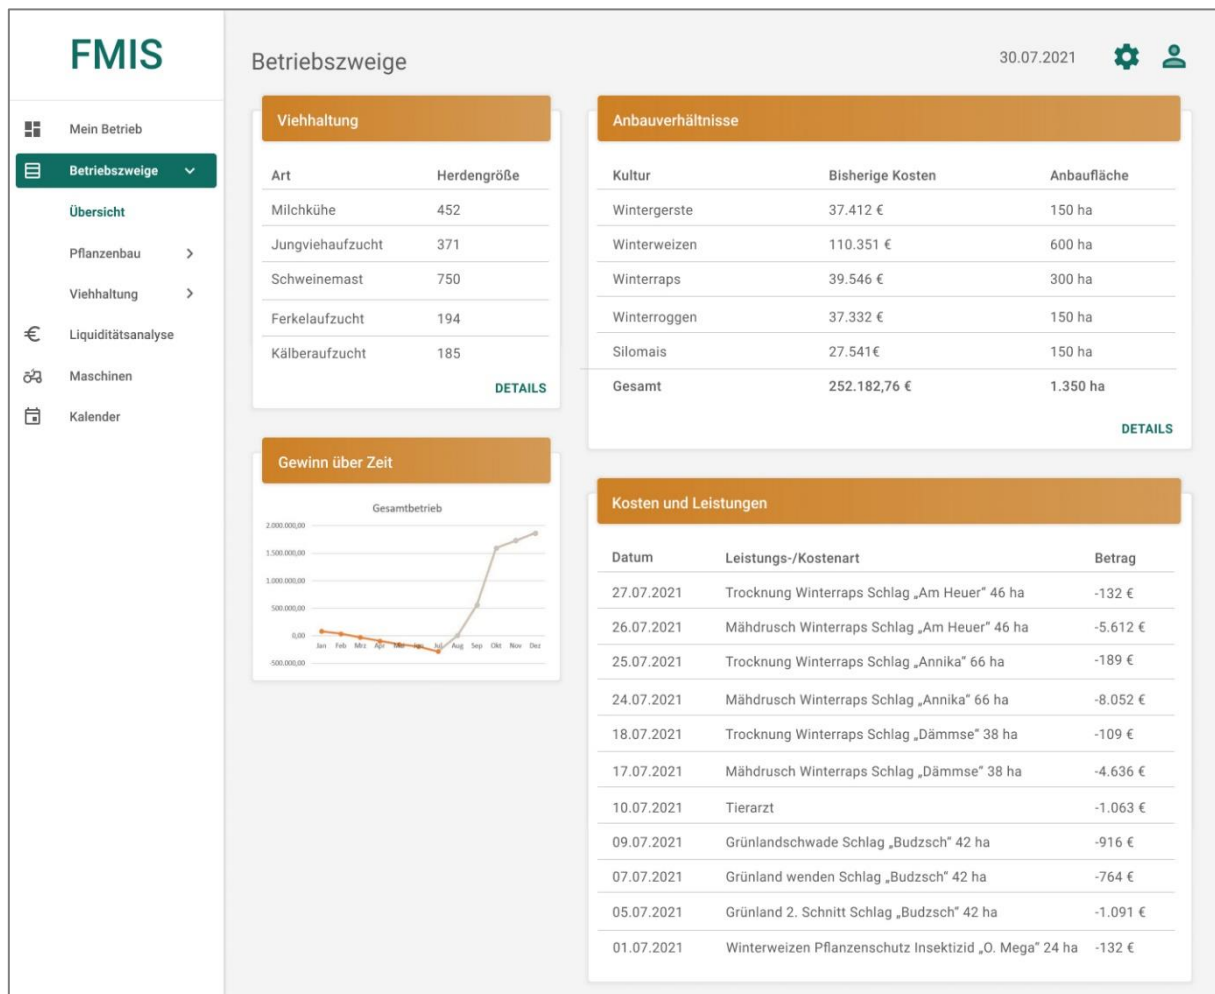 FMIS
Mein Betrieb
Betriebszweige
Übersicht
Pflanzenbau
Viehhaltung
Liquiditätsanalyse
Maschinen
Kalender
Betriebszweige
30.07.2021
Viehhaltung
Art Herdengröße
Milchkühe 452
Jungviehaufzucht 371
Schweinemast 750
Ferkelaufzucht 194
Kälberaufzucht 185
DETAILS
Anbauverhältnisse
Kultur Bisherige Kosten Anbaufläche
Wintergerste 37.412 € 150 ha
Winterweizen 110.351 € 600 ha
Winterraps 39.546 € 300 ha
Winterroggen 37.332 € 150 ha
Silomais 27.541€ 150 ha
Gesamt 252.182,76 € 1.350 ha
DETAILS
Gewinn über Zeit
Gesamtbetrieb
2.000.000,00
1.500.000,00
1.000.000,00
500.000,00
0,00
Jan Feb Mrz Apr Mai Jun Jul Aug Sep Okt Nov Dez
-500.000,00
Kosten und Leistungen
Datum Leistungs-/Kostenart Betrag
27.07.2021 Trocknung Winterraps Schlag „Am Heuer“ 46 ha -132 €
26.07.2021 Mähdrusch Winterraps Schlag „Am Heuer“ 46 ha -5.612 €
25.07.2021 Trocknung Winterraps Schlag „Annika“ 66 ha -189 €
24.07.2021 Mähdrusch Winterraps Schlag „Annika“ 66 ha -8.052 €
18.07.2021 Trocknung Winterraps Schlag „Dämmse“ 38 ha -109 €
17.07.2021 Mähdrusch Winterraps Schlag „Dämmse“ 38 ha -4.636 €
10.07.2021 Tierarzt -1.063 €
09.07.2021 Grünlandschwade Schlag „Budzsch“ 42 ha -916 €
07.07.2021 Grünland wenden Schlag „Budzsch“ 42 ha -764 €
05.07.2021 Grünland 2. Schnitt Schlag „Budzsch“ 42 ha -1.091 €
01.07.2021 Winterweizen Pflanzenschutz Insektizid „O. Mega“ 24 ha -132 €